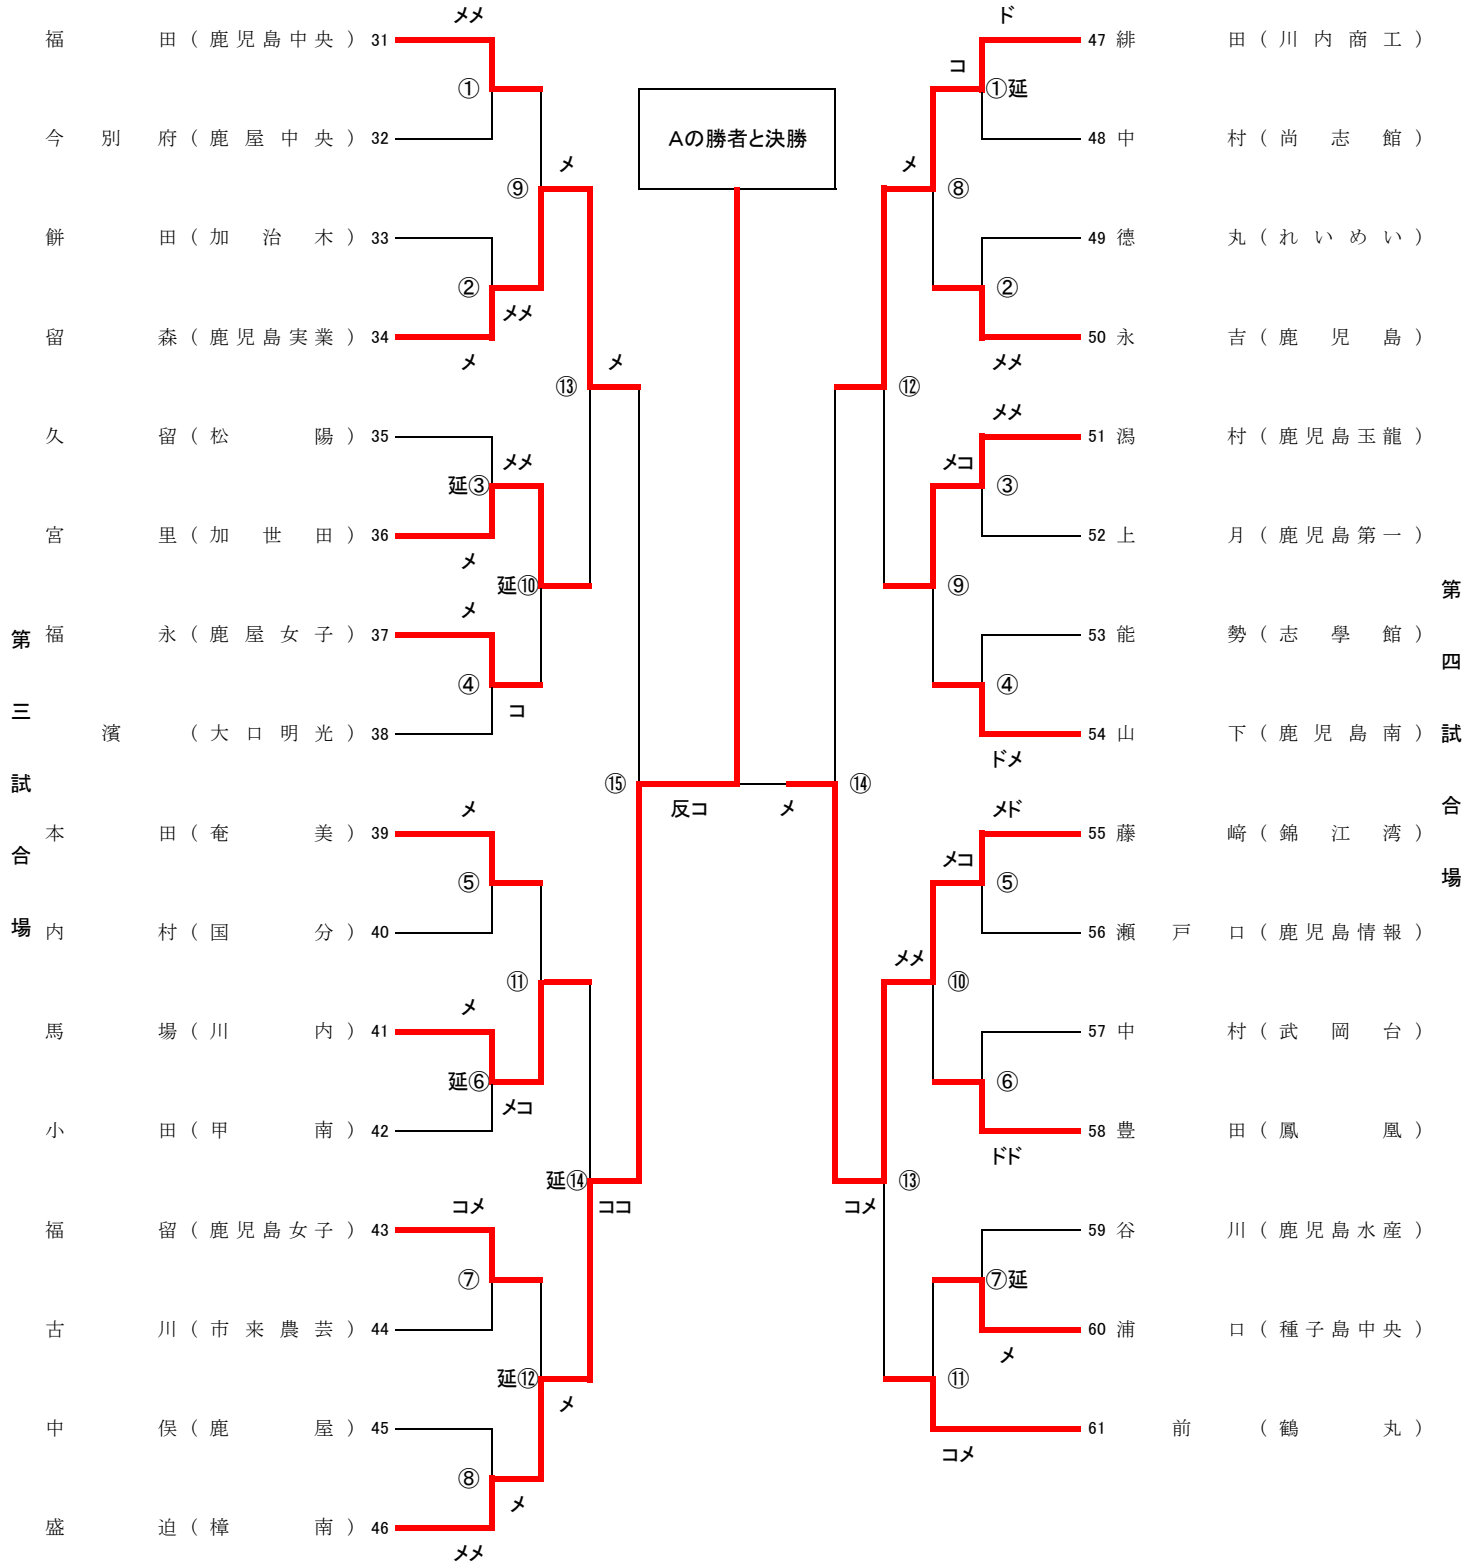 メメ ド
福田（鹿児島中央）31 47 緋田（川内商工）
コ
① ①延
Aの勝者と決勝
今別府（鹿屋中央）32 48 中村（尚志館）
メ メ
⑨ ⑧
餅田（加治木）33 49 德丸（れいめい）
② ②
メメ
留森（鹿児島実業）34 50 永吉（鹿児島）
メ メ メメ
⑬ ⑫
メメ
久留（松陽）35 51 潟村（鹿児島玉龍）
メメ メコ
延③ ③
宮里（加世田）36 52 上月（鹿児島第一）
メ
延⑩ ⑨
メ
福永（鹿屋女子）37 53 能勢（志學館）
④ ④
コ
濱（大口明光）38 54 山下（鹿児島南）
ドメ
⑮ ⑭
メ 反コ メ メド
本田（奄美）39 55 藤﨑（錦江湾）
メコ
⑤ ⑤
内村（国分）40 56 瀬戸口（鹿児島情報）
メメ
⑪ ⑩
メ
馬場（川内）41 57 中村（武岡台）
延⑥ ⑥
メコ
小田（甲南）42 58 豊田（鳳凰）
ドド
延⑭ ⑬
コメ ココ コメ
福留（鹿児島女子）43 59 谷川（鹿児島水産）
⑦ ⑦延
古川（市来農芸）44 60 浦口（種子島中央）
メ
延⑫ ⑪
メ
中俣（鹿屋）45 61 前（鶴丸）
コメ
⑧
メ
盛迫（樟南）46
メメ
第三試合場
第四試合場